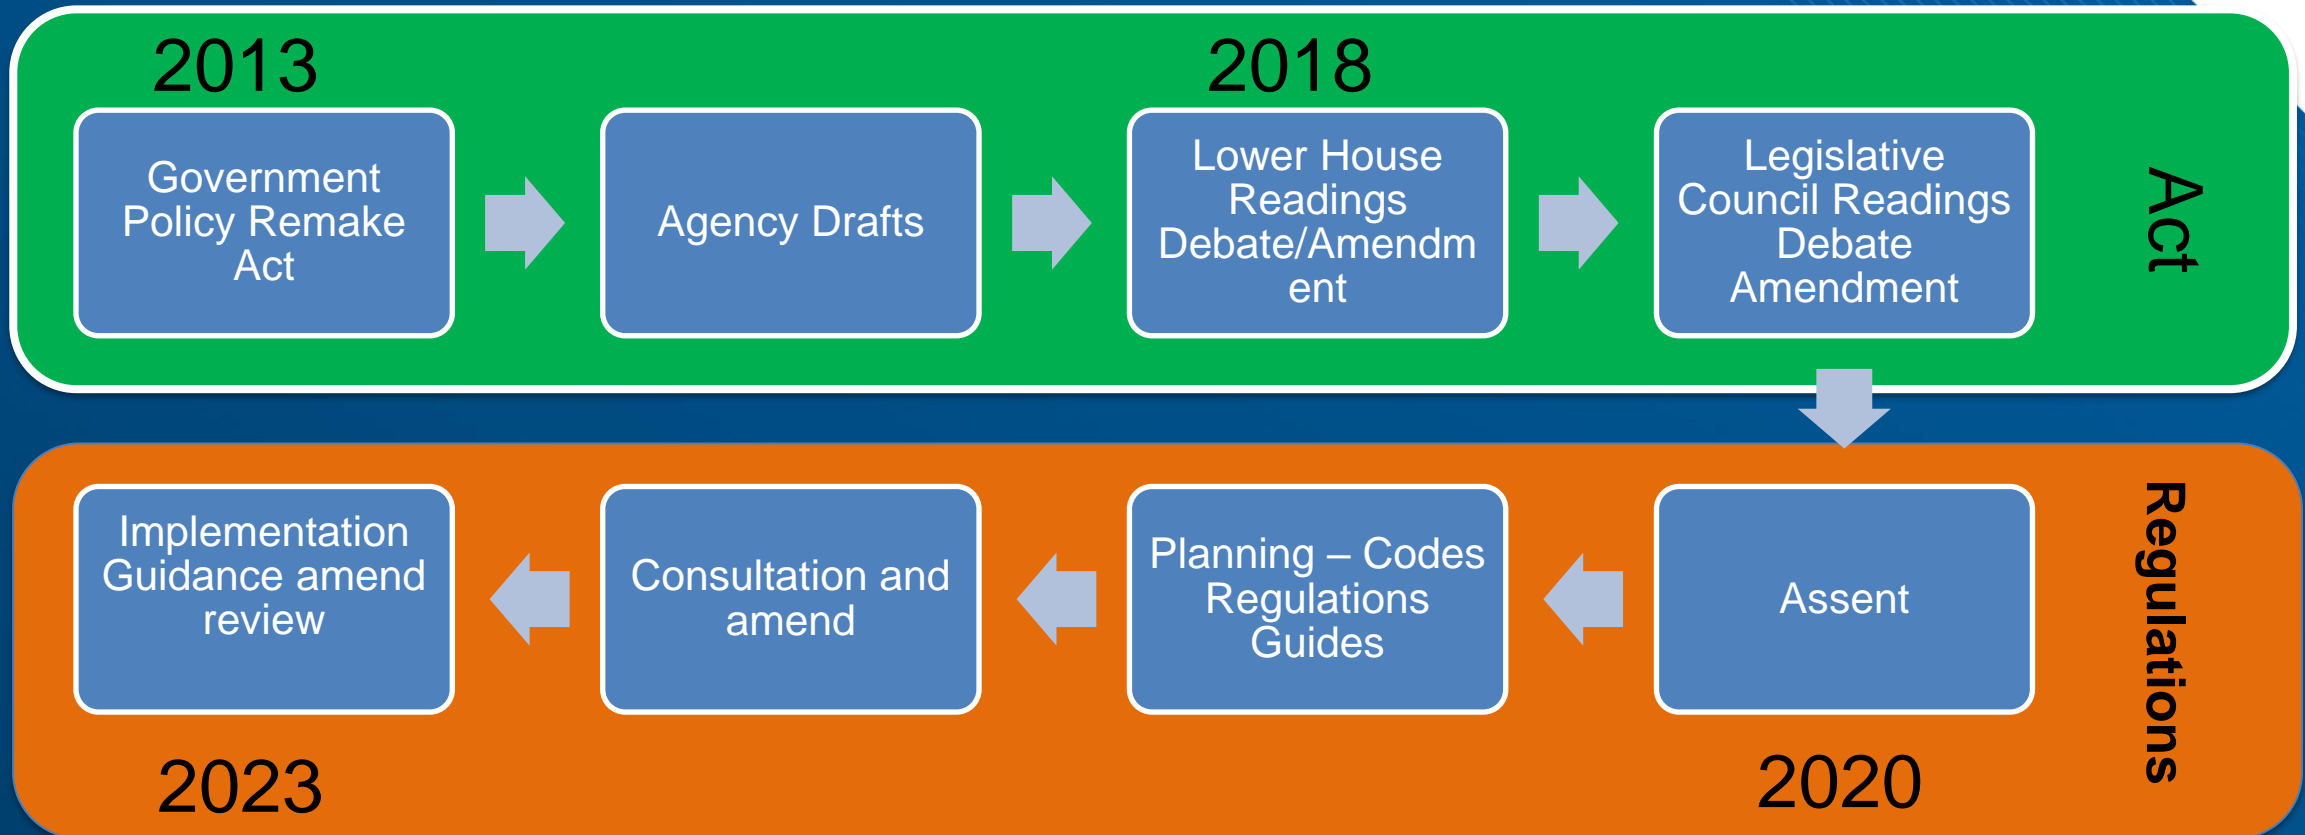 2013
2018
Government
Policy Remake
Act
Agency Drafts
Lower House
Readings
Debate/Amendm
ent
Legislative
Council Readings
Debate
Amendment
Act
Implementation
Guidance amend
review
Consultation and
amend
Planning – Codes
Regulations
Guides
Assent
Regulations
2023
2020